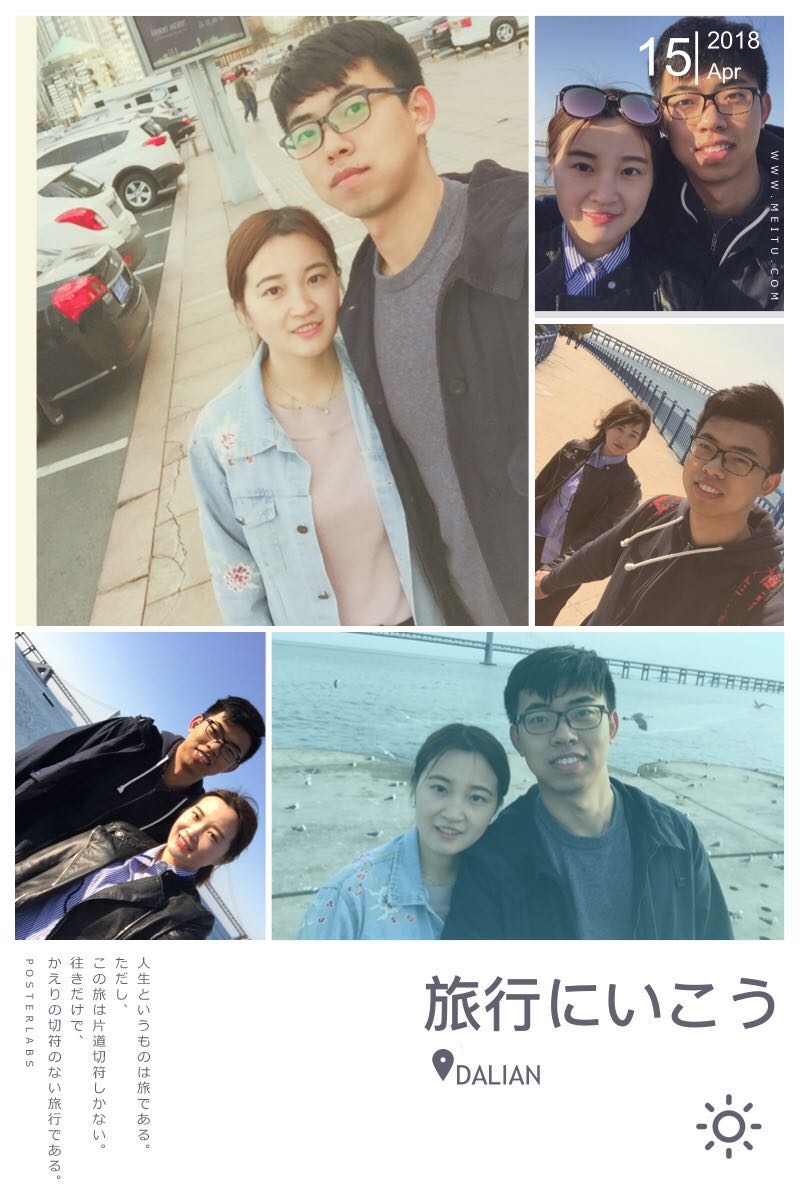 15
2018
Apr
WWW.MEITU.COM
旅行にいこう
DALIAN
人生というものは旅である。
ただし、
この旅は片道切符しかない。
往きだけで、
かえりの切符のない旅行である。
POSTERLABS